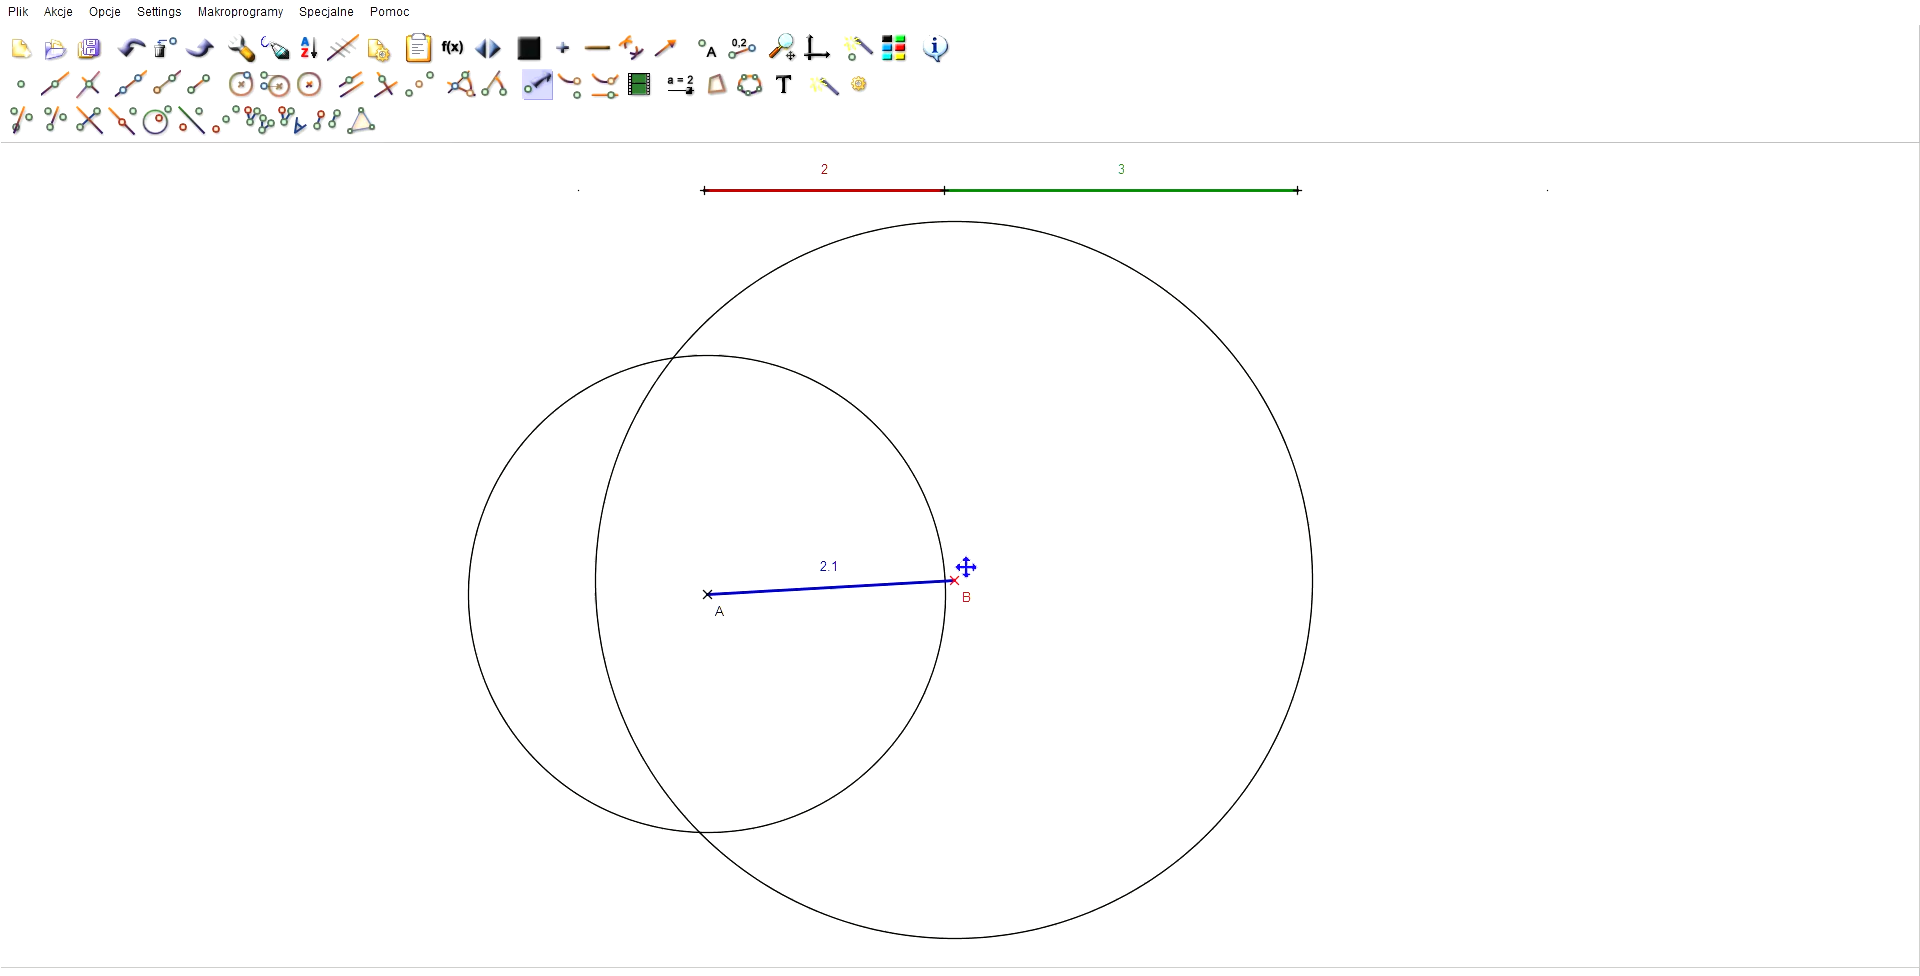 Plik Akcje Opcje Settings Makroprogramy Specjalne Pomoc
A Z f(x) A 0,2 i
a = 2 T
2 3
2.1
A B